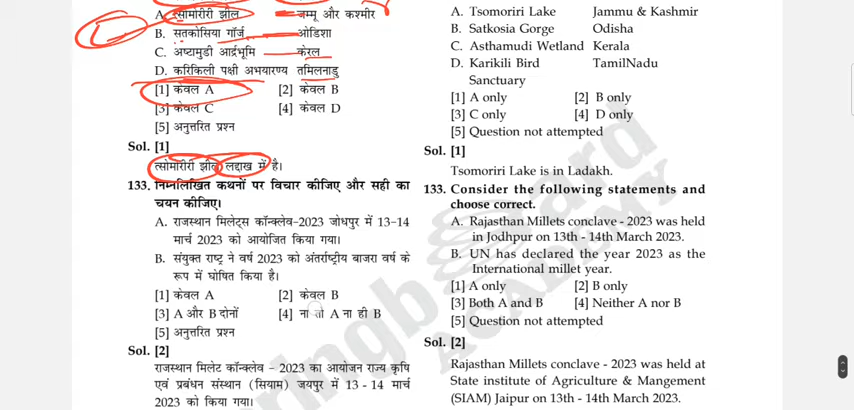 A. त्सोमारीरी झील जम्मू और कश्मीर
B. सतकोसिया गॉर्ज ओडिशा
C. अष्टामुडी आर्द्रभूमि केरल
D. करिकिली पक्षी अभयारण्य तमिलनाडु
[1] केवल A [2] केवल B
[3] केवल C [4] केवल D
[5] अनुत्तरित प्रश्न
Sol. [1]
त्सोमारीरी झील लद्दाख में है।
133. निम्नलिखित कथनों पर विचार कीजिए और सही का
चयन कीजिए।
A. राजस्थान मिलेट्स कॉन्क्लेव-2023 जोधपुर में 13-14
मार्च 2023 को आयोजित किया गया।
B. संयुक्त राष्ट्र ने वर्ष 2023 को अंतर्राष्ट्रीय बाजरा वर्ष के
रूप में घोषित किया है।
[1] केवल A [2] केवल B
[3] A और B दोनों [4] ना तो A ना ही B
[5] अनुत्तरित प्रश्न
Sol. [2]
राजस्थान मिलेट कॉन्क्लेव - 2023 का आयोजन राज्य कृषि
एवं प्रबंधन संस्थान (सियाम) जयपुर में 13 - 14 मार्च
2023 को किया गया।
A. Tsomoriri Lake Jammu & Kashmir
B. Satkosia Gorge Odisha
C. Asthamudi Wetland Kerala
D. Karikili Bird TamilNadu
Sanctuary
[1] A only [2] B only
[3] C only [4] D only
[5] Question not attempted
Sol. [1]
Tsomoriri Lake is in Ladakh.
133. Consider the following statements and
choose correct.
A. Rajasthan Millets conclave - 2023 was held
in Jodhpur on 13th - 14th March 2023.
B. UN has declared the year 2023 as the
International millet year.
[1] A only [2] B only
[3] Both A and B [4] Neither A nor B
[5] Question not attempted
Sol. [2]
Rajasthan Millets conclave - 2023 was held at
State institute of Agriculture & Mangement
(SIAM) Jaipur on 13th - 14th March 2023.
ringboard
ACADEMY